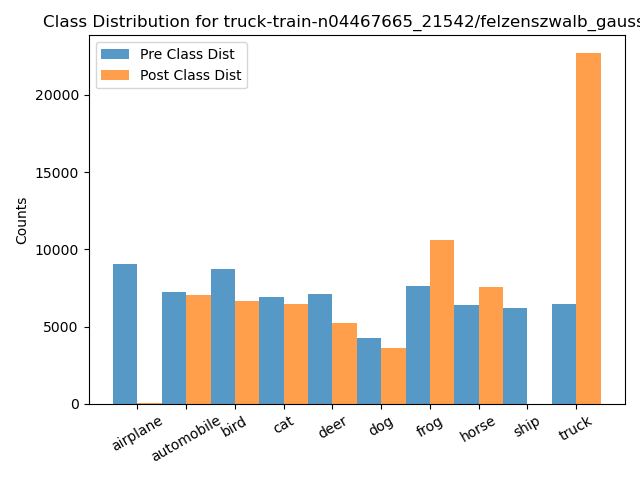 Class Distribution for truck-train-n04467665_21542/felzenszwalb_gauss
Pre Class Dist
Post Class Dist
Counts
20000
15000
10000
5000
0
airplane
automobile
bird
cat
deer
dog
frog
horse
ship
truck